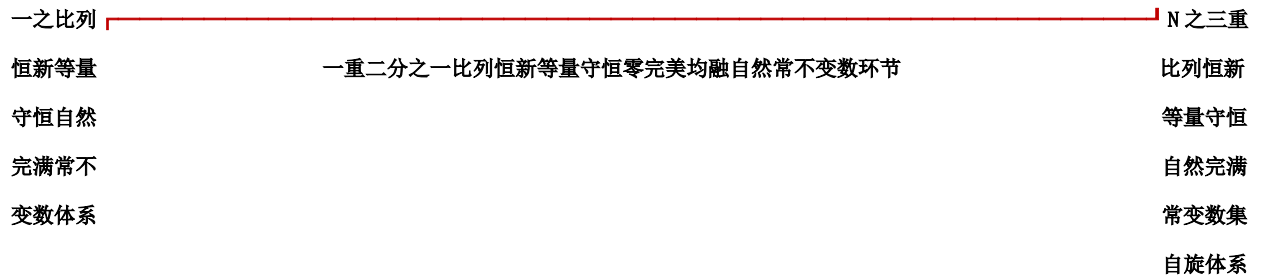 一之比列
恒新等量
守恒自然
完满常不
变数体系
一重二分之一比列恒新等量守恒零完美均融自然常不变数环节
N之三重
比列恒新
等量守恒
自然完满
常变数集
自旋体系